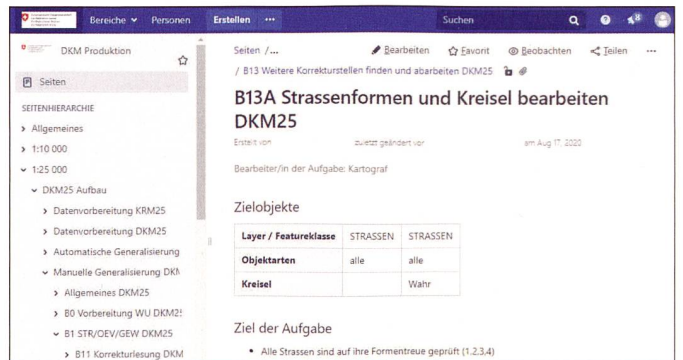 Bereiche Personen Erstellen ... Suchen
DKM Produktion
Seiten
SEITENHIERARCHIE
Allgemeines
1:10 000
1:25 000
DKM25 Aufbau
Datenvorbereitung KRM25
Datenvorbereitung DKM25
Automatische Generalisierung
Manuelle Generalisierung DKM
Allgemeines DKM25
B0 Vorbereitung WU DKM25
B1 STR/OEV/GEW DKM25
B11 Korrekturlesung DKM
Seiten /... Bearbeiten Favorit Beobachten Teilen ...
/ B13 Weitere Korrekturstellen finden und abarbeiten DKM25
B13A Strassenformen und Kreisel bearbeiten
DKM25
Erstellt von zuletzt geändert von am Aug 17, 2020
Bearbeiter/in der Aufgabe: Kartograf
Zielobjekte
Layer / Featureklasse STRASSEN STRASSEN
Objektarten alle alle
Kreisel Wahr
Ziel der Aufgabe
• Alle Strassen sind auf ihre Formentreue geprüft (1.2.3.4)